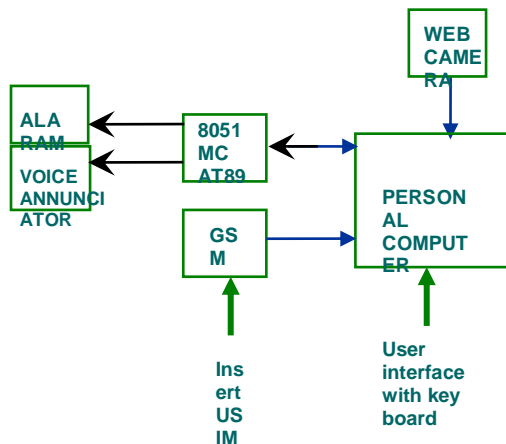 WEB
CAME
RA
ALA
RAM
8051
MC
AT89
VOICE
ANNUNCI
ATOR
PERSON
AL
COMPUT
ER
GS
M
Ins
ert
US
IM
User
interface
with key
board